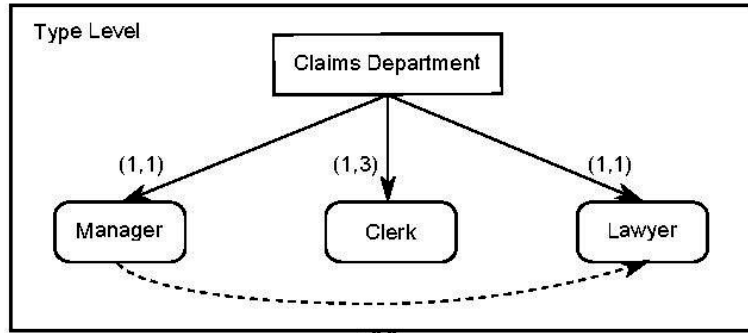 Type Level
Claims Department
(1,1)
(1,3)
(1,1)
Manager
Clerk
Lawyer